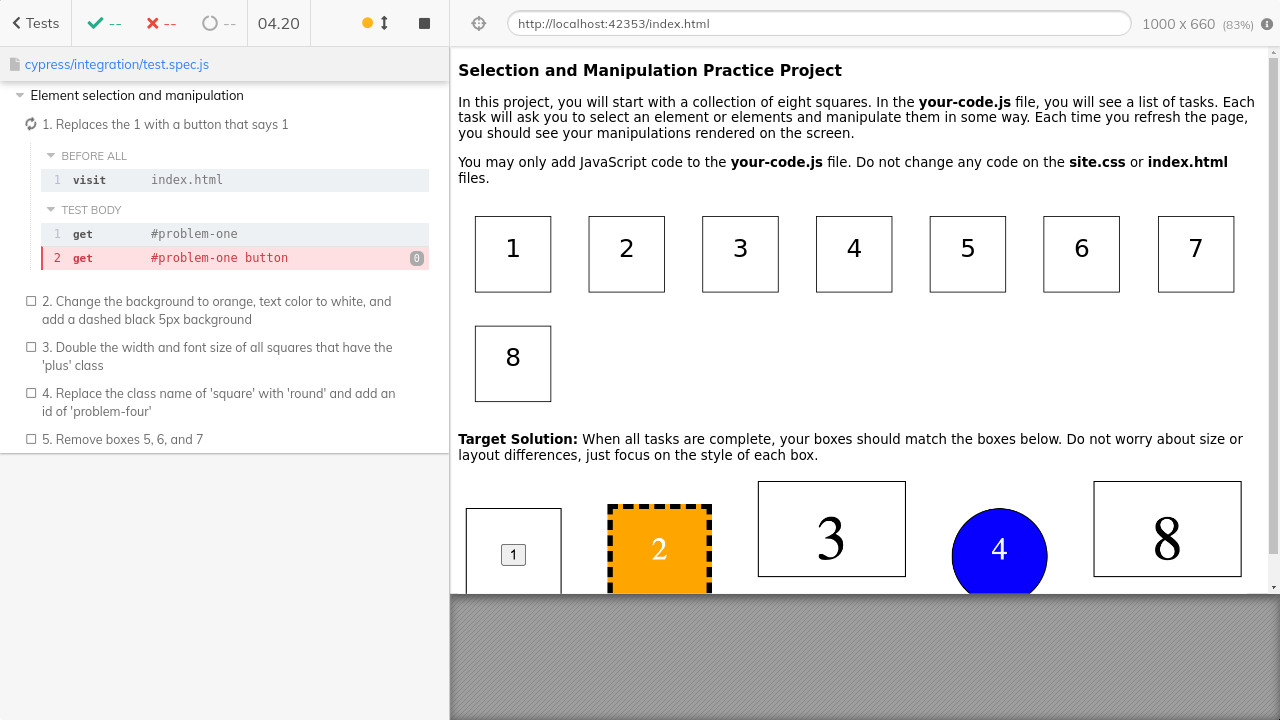 Tests
--
--
--
04.20
http://localhost:42353/index.html
1000 x 660 (83%)
cypress/integration/test.spec.js
Element selection and manipulation
1. Replaces the 1 with a button that says 1
BEFORE ALL
1 visit index.html
TEST BODY
1 get #problem-one
2 get #problem-one button 0
2. Change the background to orange, text color to white, and
add a dashed black 5px background
3. Double the width and font size of all squares that have the
'plus' class
4. Replace the class name of 'square' with 'round' and add an
id of 'problem-four'
5. Remove boxes 5, 6, and 7
Selection and Manipulation Practice Project
In this project, you will start with a collection of eight squares. In the your-code.js file, you will see a list of tasks. Each
task will ask you to select an element or elements and manipulate them in some way. Each time you refresh the page,
you should see your manipulations rendered on the screen.
You may only add JavaScript code to the your-code.js file. Do not change any code on the site.css or index.html
files.
1 2 3 4 5 6 7
8
Target Solution: When all tasks are complete, your boxes should match the boxes below. Do not worry about size or
layout differences, just focus on the style of each box.
1 2 3 4 8